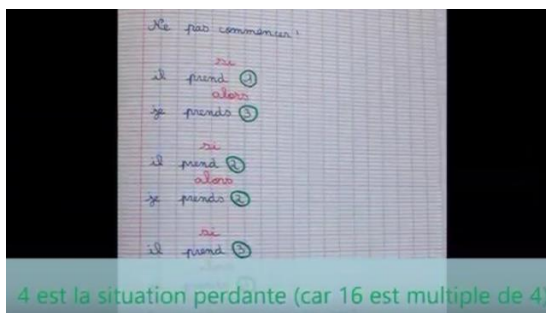 Ne pas commencer !
si
il prend 1
alors
je prends 3
si
il prend 2
alors
je prends 2
si
il prend 3
4 est la situation perdante (car 16 est multiple de 4)